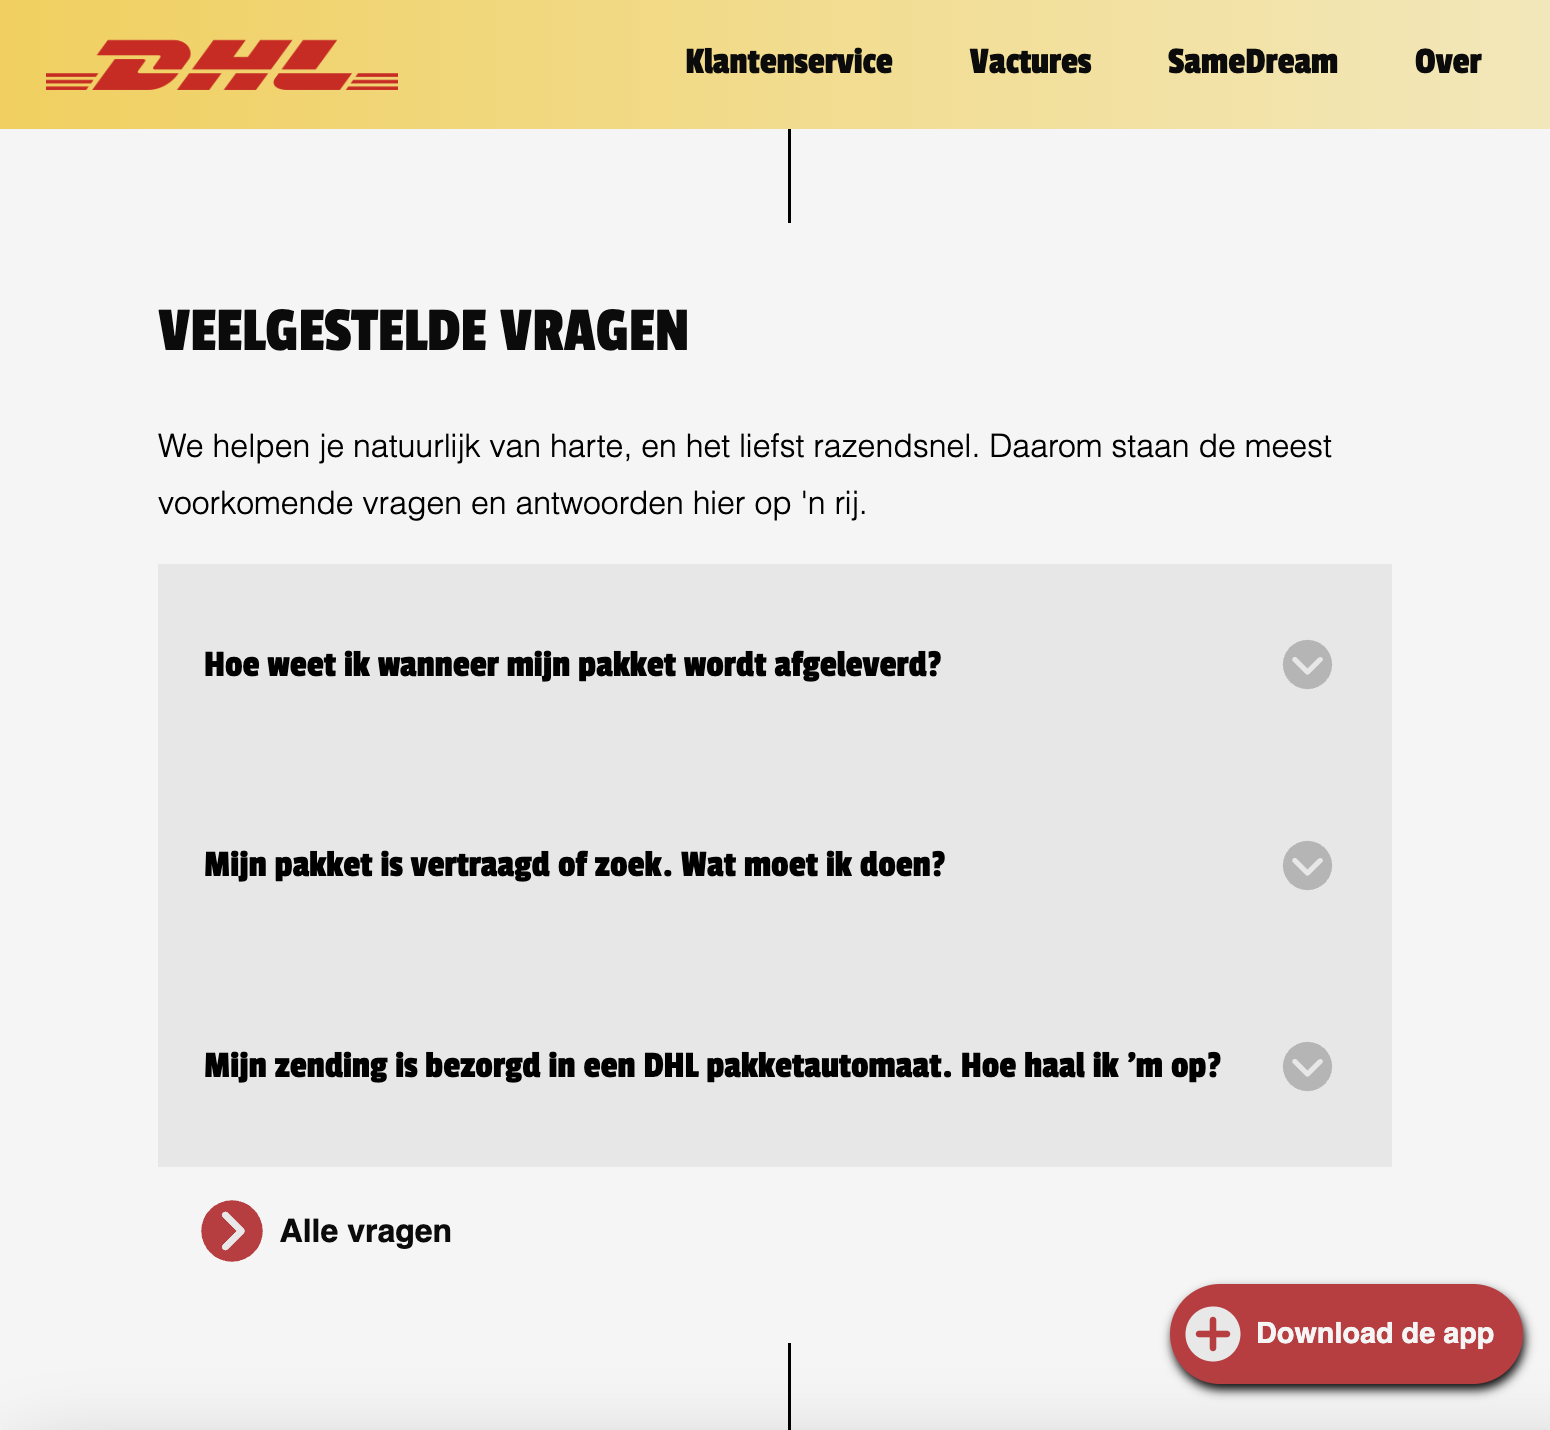 DHL
Klantenservice Vactures SameDream Over
VEELGESTELDE VRAGEN
We helpen je natuurlijk van harte, en het liefst razendsnel. Daarom staan de meest
voorkomende vragen en antwoorden hier op 'n rij.
Hoe weet ik wanneer mijn pakket wordt afgeleverd?
Mijn pakket is vertraagd of zoek. Wat moet ik doen?
Mijn zending is bezorgd in een DHL pakketautomaat. Hoe haal ik ’m op?
Alle vragen
Download de app